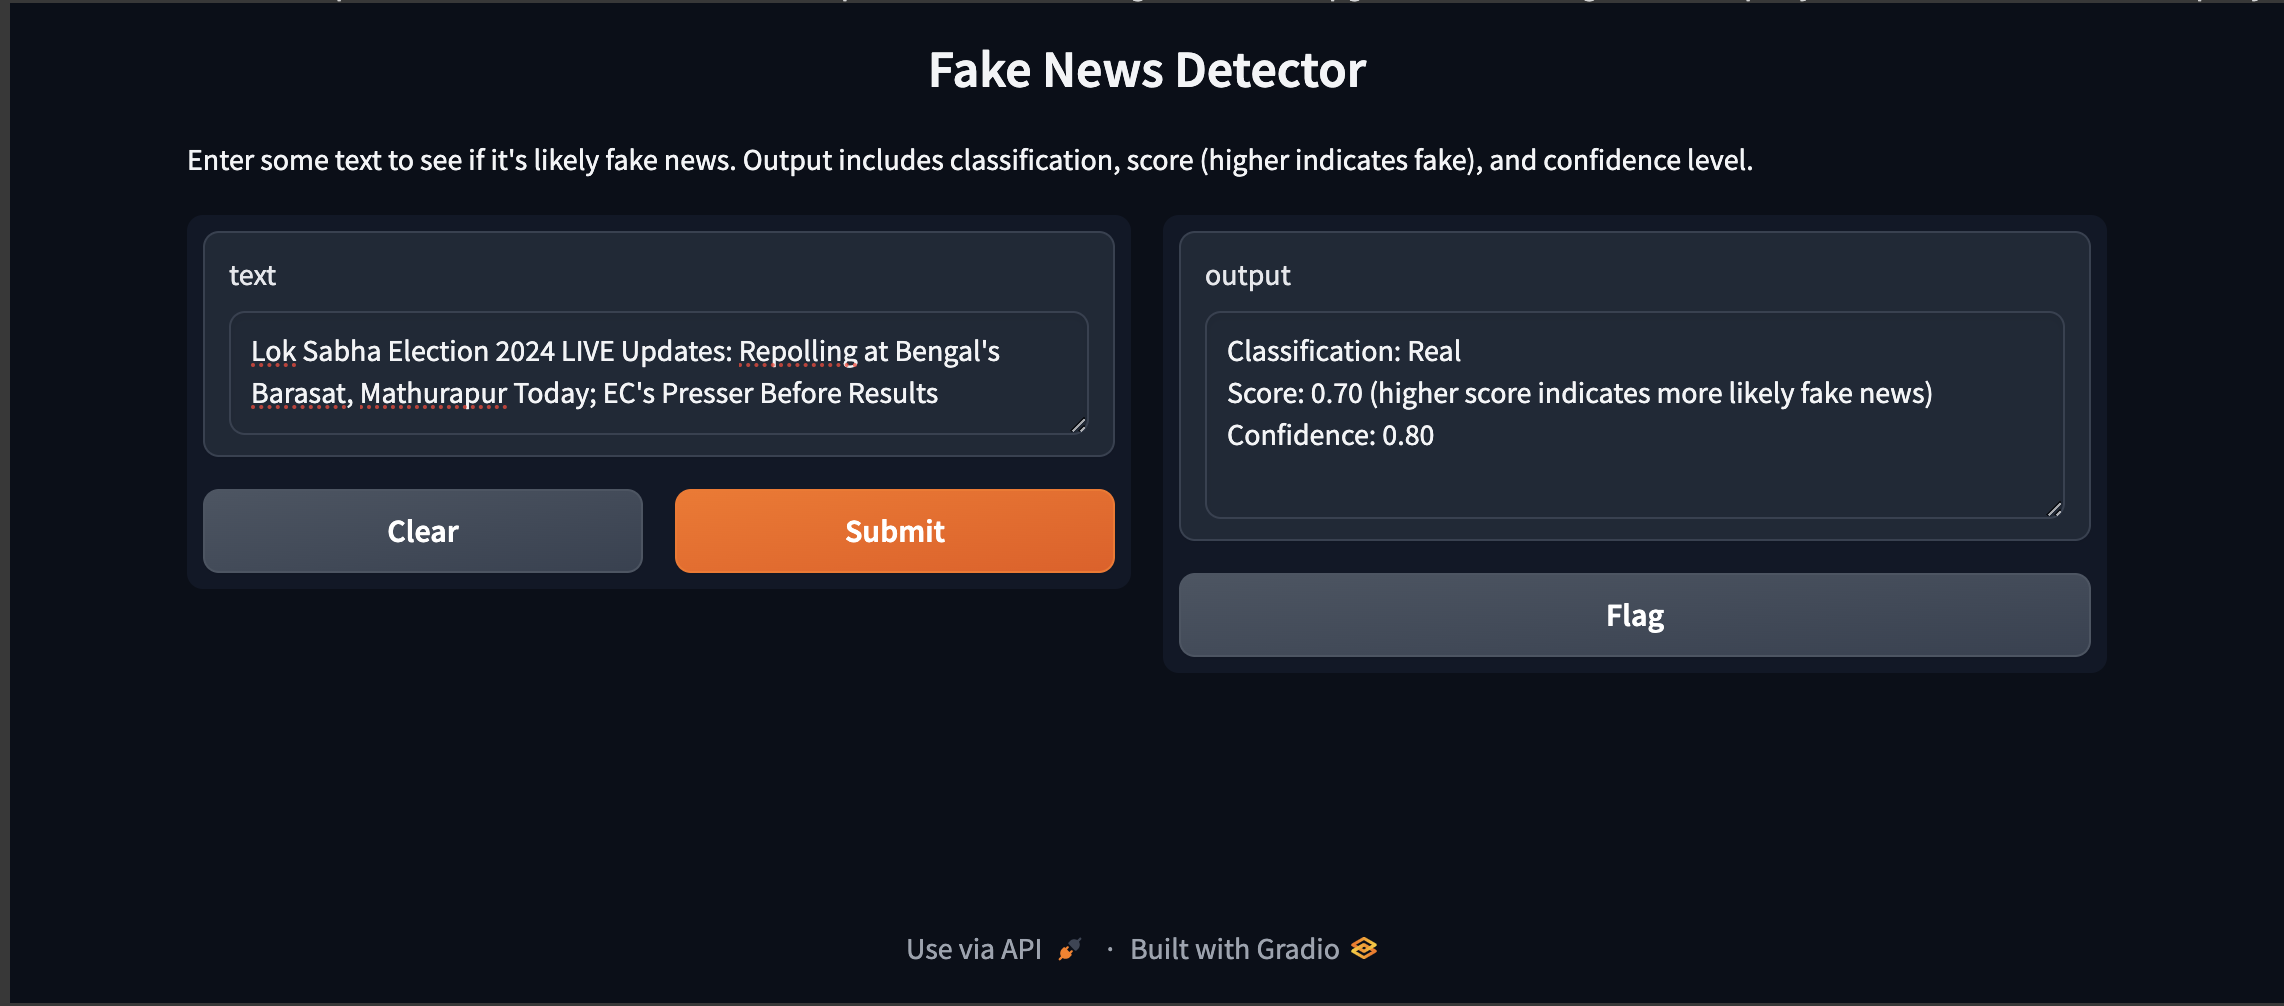 Fake News Detector
Enter some text to see if it's likely fake news. Output includes classification, score (higher indicates fake), and confidence level.
text
Lok Sabha Election 2024 LIVE Updates: Repolling at Bengal's
Barasat, Mathurapur Today; EC's Presser Before Results
Clear
Submit
output
Classification: Real
Score: 0.70 (higher score indicates more likely fake news)
Confidence: 0.80
Flag
Use via API · Built with Gradio